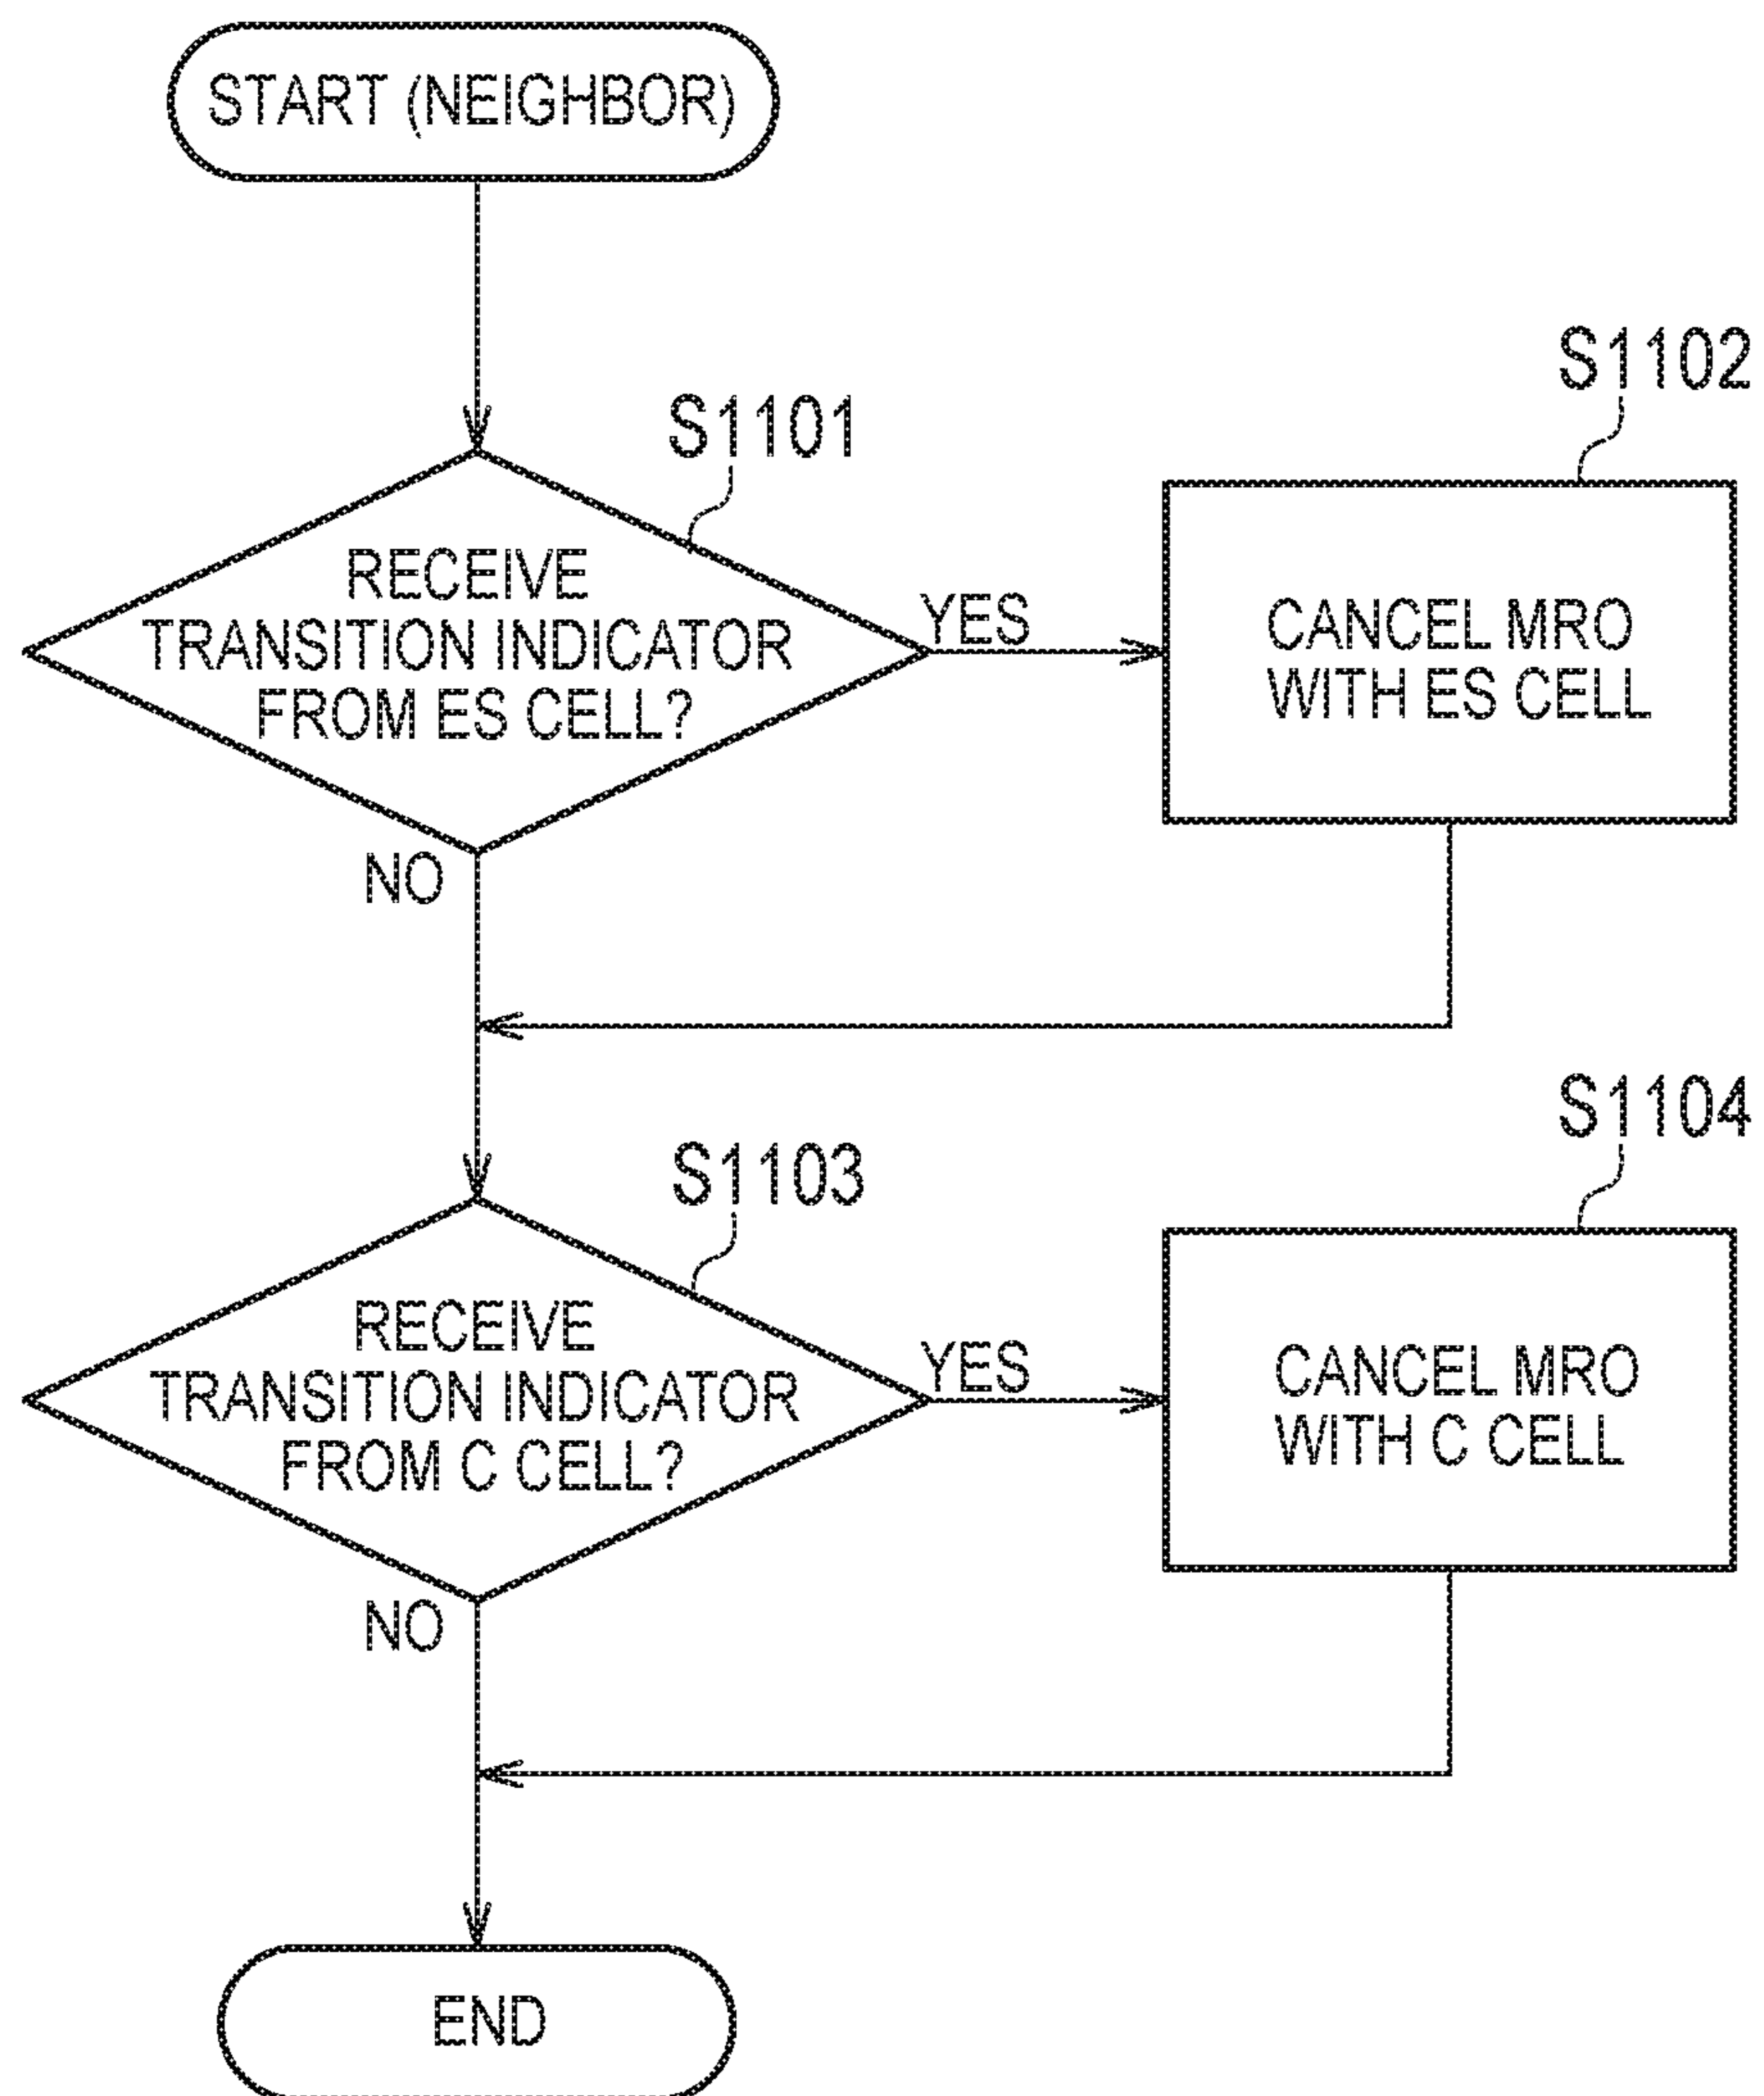 START (NEIGHBOR)
S1101
RECEIVE
TRANSITION INDICATOR
FROM ES CELL?
YES
S1102
CANCEL MRO
WITH ES CELL
NO
S1103
RECEIVE
TRANSITION INDICATOR
FROM C CELL?
YES
S1104
CANCEL MRO
WITH C CELL
NO
END